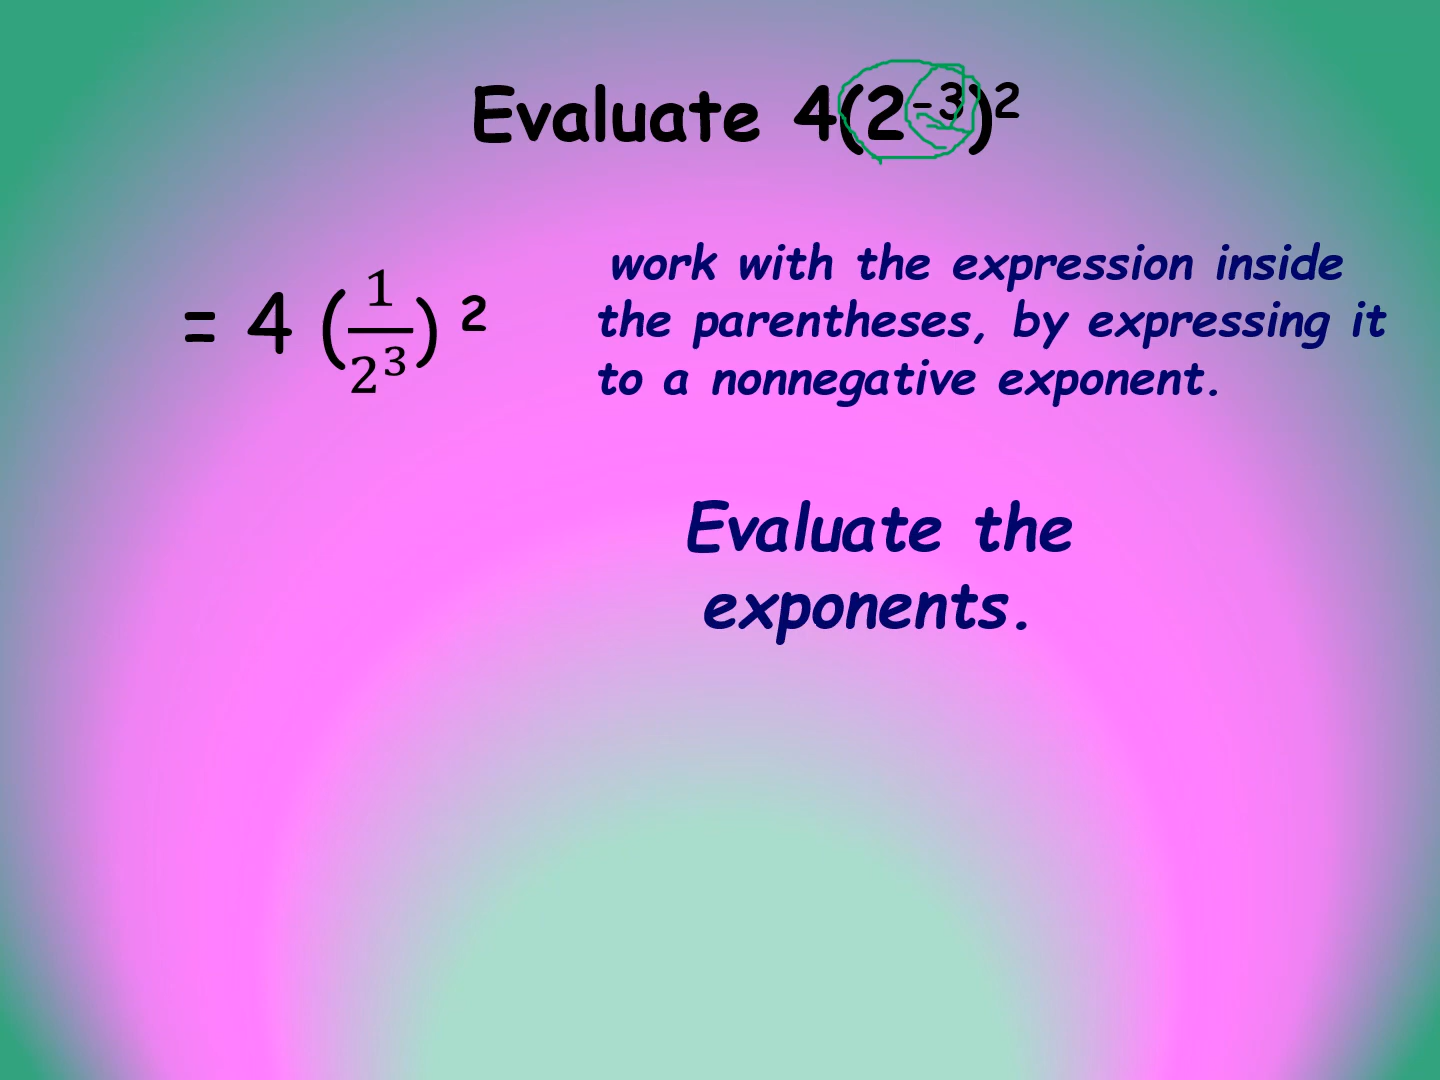 Evaluate 4(2⁻³)²
= 4 (1/2³) ²
work with the expression inside
the parentheses, by expressing it
to a nonnegative exponent.
Evaluate the
exponents.